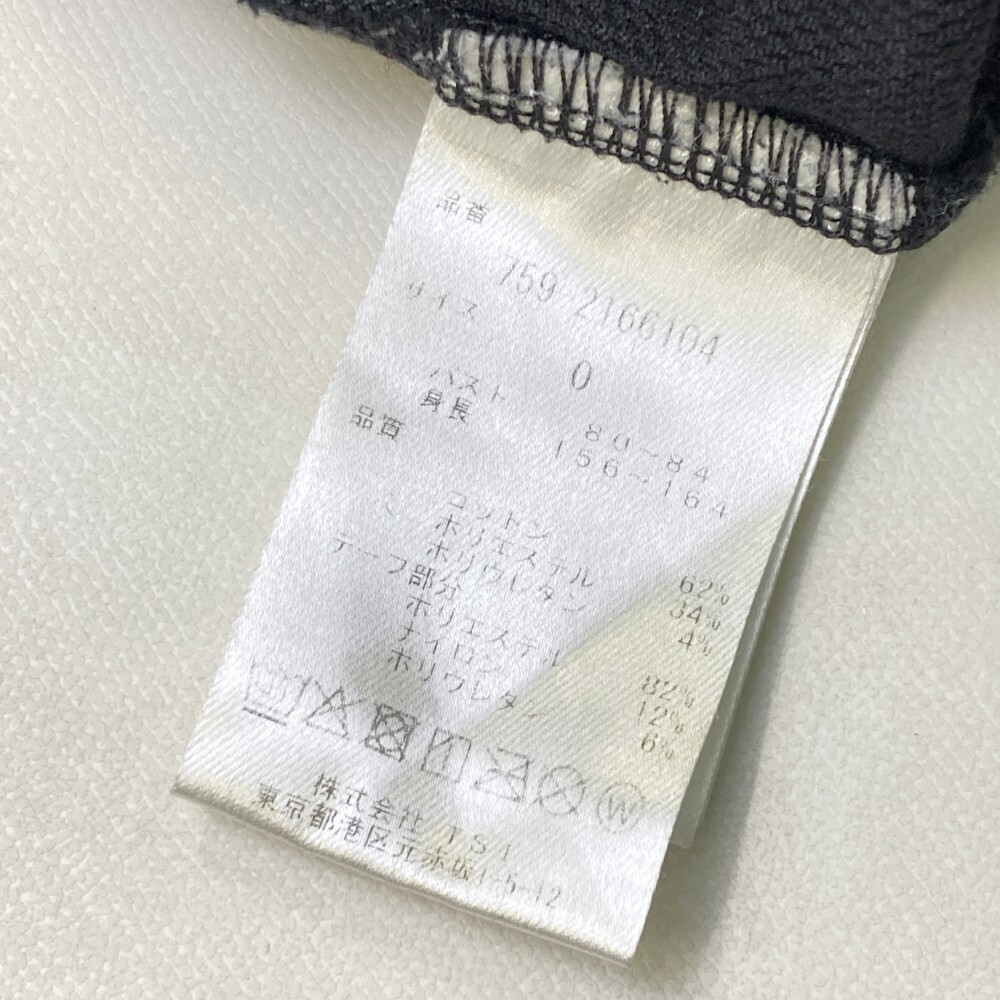 品番
759 2166104
サイズ
0
バスト 80~84
身長 156~164
品質
コットン 62%
ポリエステル 34%
ポリウレタン 4%
テープ部分
ポリエステル 82%
ナイロン 12%
ポリウレタン 6%
W
株式会社 TSI
東京都港区元赤坂1-5-12